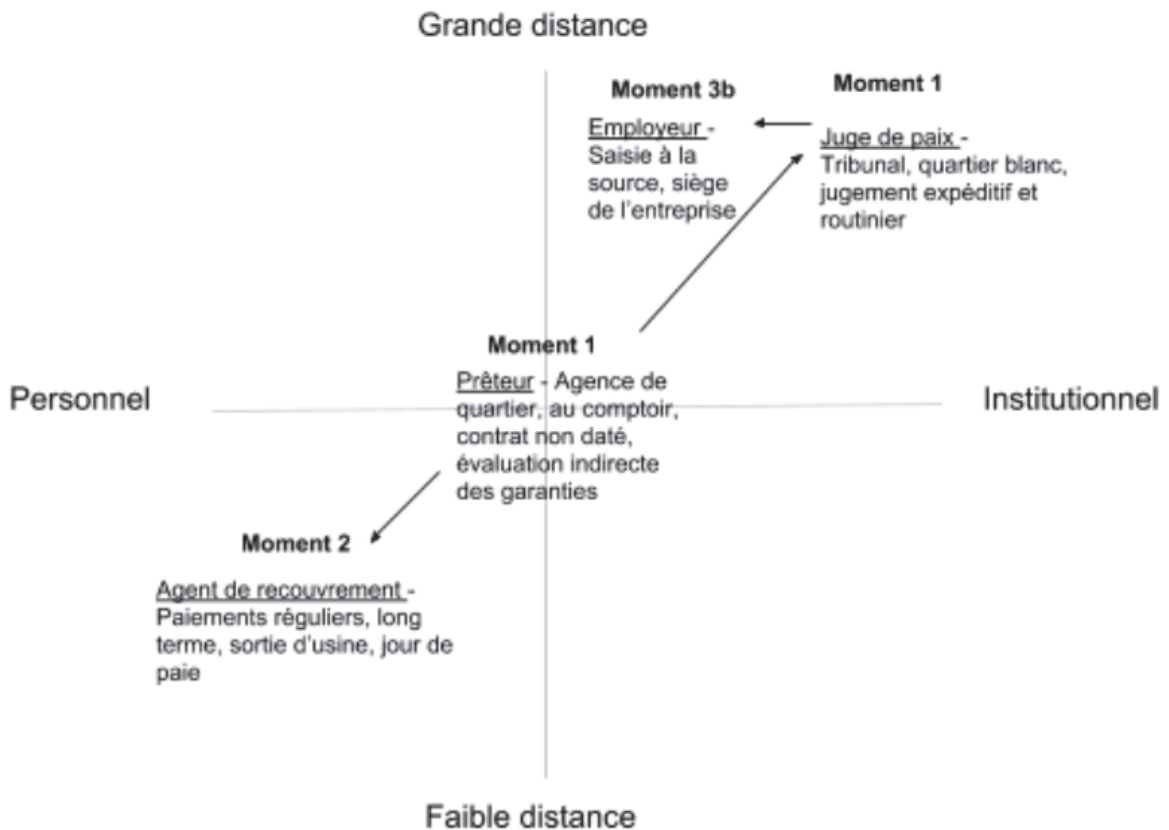 Grande distance
Moment 3b
Employeur -
Saisie à la
source, siège
de l'entreprise
Moment 1
Juge de paix -
Tribunal, quartier blanc,
jugement expéditif et
routinier
Personnel
Moment 1
Prêteur - Agence de
quartier, au comptoir,
contrat non daté,
évaluation indirecte
des garanties
Institutionnel
Moment 2
Agent de recouvrement -
Paiements réguliers, long
terme, sortie d'usine, jour de
paie
Faible distance